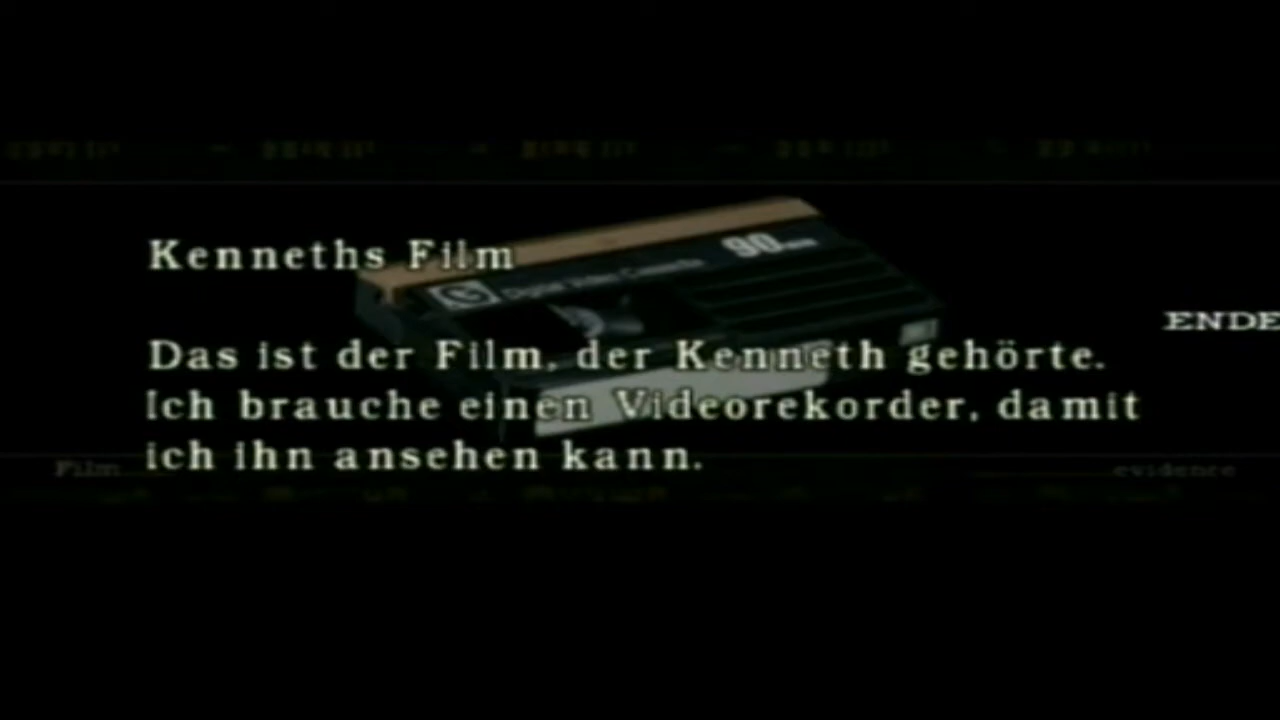 Kenneths Film
90
ENDE
Das ist der Film, der Kenneth gehörte.
Ich brauche einen Videorekorder, damit
ich ihn ansehen kann.
Film
evidence